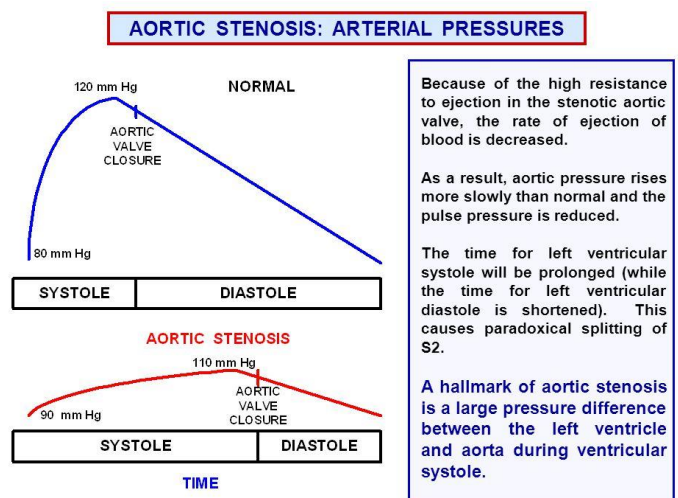 AORTIC STENOSIS: ARTERIAL PRESSURES
120 mm Hg
NORMAL
AORTIC
VALVE
CLOSURE
80 mm Hg
SYSTOLE
DIASTOLE
AORTIC STENOSIS
110 mm Hg
AORTIC
VALVE
CLOSURE
90 mm Hg
SYSTOLE
DIASTOLE
TIME
Because of the high resistance
to ejection in the stenotic aortic
valve, the rate of ejection of
blood is decreased.
As a result, aortic pressure rises
more slowly than normal and the
pulse pressure is reduced.
The time for left ventricular
systole will be prolonged (while
the time for left ventricular
diastole is shortened). This
causes paradoxical splitting of
S2.
A hallmark of aortic stenosis
is a large pressure difference
between the left ventricle
and aorta during ventricular
systole.